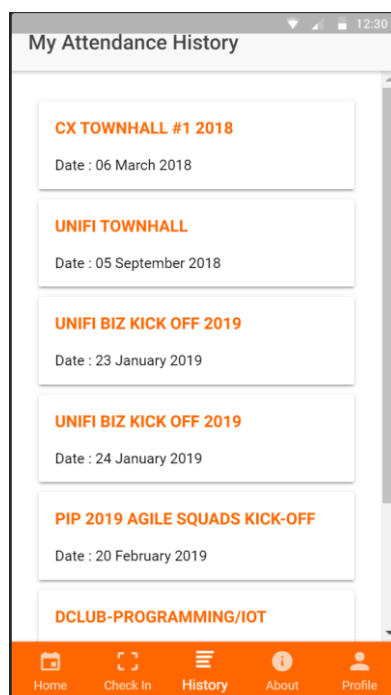 12:30
My Attendance History
CX TOWNHALL #1 2018
Date : 06 March 2018
UNIFI TOWNHALL
Date : 05 September 2018
UNIFI BIZ KICK OFF 2019
Date : 23 January 2019
UNIFI BIZ KICK OFF 2019
Date : 24 January 2019
PIP 2019 AGILE SQUADS KICK-OFF
Date : 20 February 2019
DCLUB-PROGRAMMING/IOT
Home Check In History About Profile